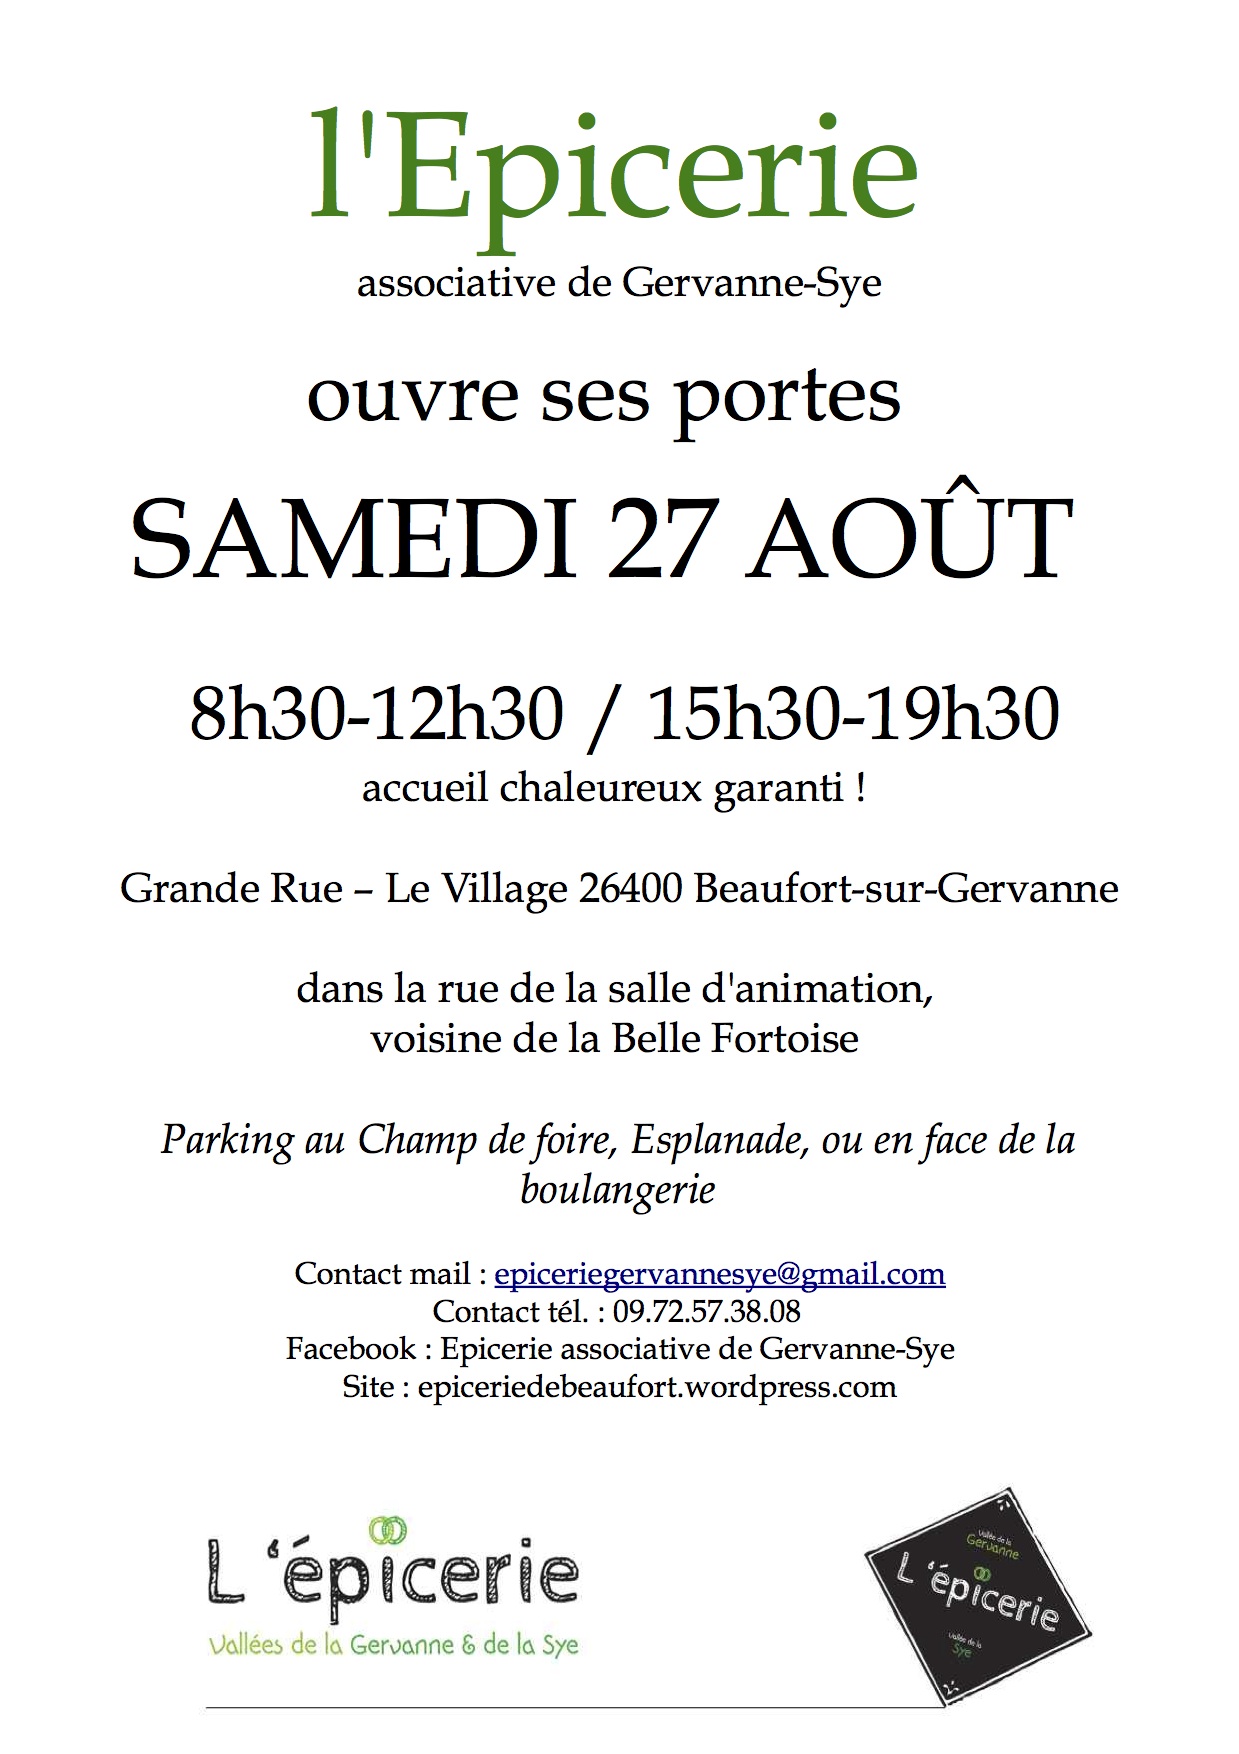 l'Epicerie
associative de Gervanne-Sye
ouvre ses portes
SAMEDI 27 AOÛT
8h30-12h30 / 15h30-19h30
accueil chaleureux garanti !
Grande Rue – Le Village 26400 Beaufort-sur-Gervanne
dans la rue de la salle d'animation,
voisine de la Belle Fortoise
Parking au Champ de foire, Esplanade, ou en face de la
boulangerie
Contact mail : epiceriegervannesye@gmail.com
Contact tél. : 09.72.57.38.08
Facebook : Epicerie associative de Gervanne-Sye
Site : epiceriedebeaufort.wordpress.com
L'épicerie
Vallées de la Gervanne & de la Sye
Vallée de la
Gervanne
L'épicerie
Vallée de la
Sye